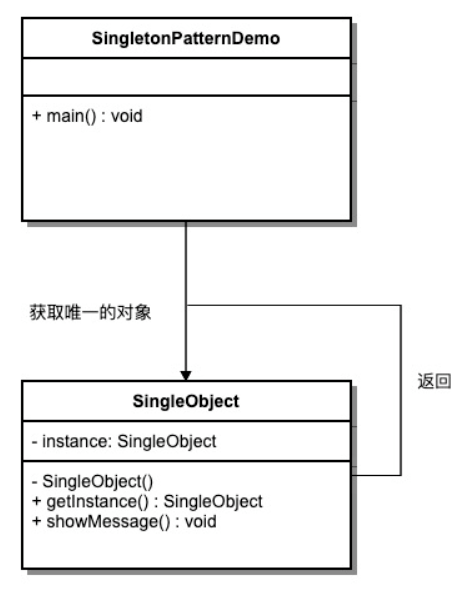 SingletonPatternDemo
+ main() : void
获取唯一的对象
返回
SingleObject
- instance: SingleObject
- SingleObject()
+ getInstance() : SingleObject
+ showMessage() : void